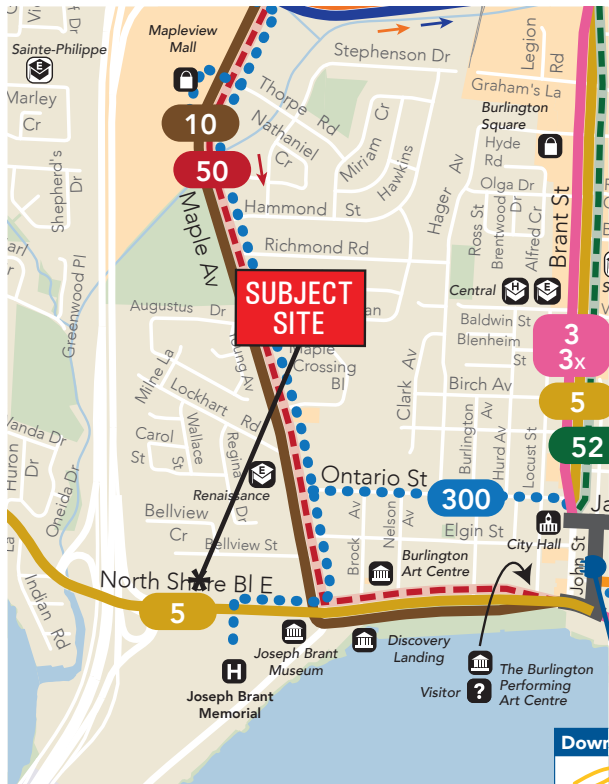 Mapleview
Mall
Sainte-Philippe
E
Marley
Cr
Shepherd's
Dr
Greenwood Pl
Stephenson Dr
Legion
Rd
Graham's La
Burlington
Square
Hyde
Rd
Thorpe Rd
Nathaniel
Cr
Miriam Cr
Hawkins
Hager Av
10
50
Hammond St
Richmond Rd
Maple Av
Olga Dr
Ross St
Brentwood
Dr
Alfred Cr
Brant St
Central
H
E
SUBJECT
SITE
Augustus Dr
Young Av
Maple
Crossing
Bl
Baldwin St
Blenheim
St
3
3x
5
52
Birch Av
Clark Av
Milne La
Lockhart Rd
Wallace
St
Carol
St
Regina
Dr
Renaissance
E
Huron
Dr
Oneida Dr
Ontario St
300
Burlington
Av
Hurd Av
Locust St
Bellview
Cr
Bellview St
Brock
Av
Nelson
Av
Elgin St
City Hall
John St
Burlington
Art Centre
North Shore Bl E
5
Indian Rd
H
Joseph Brant
Memorial
Joseph Brant
Museum
Discovery
Landing
Visitor
?
The Burlington
Performing
Art Centre